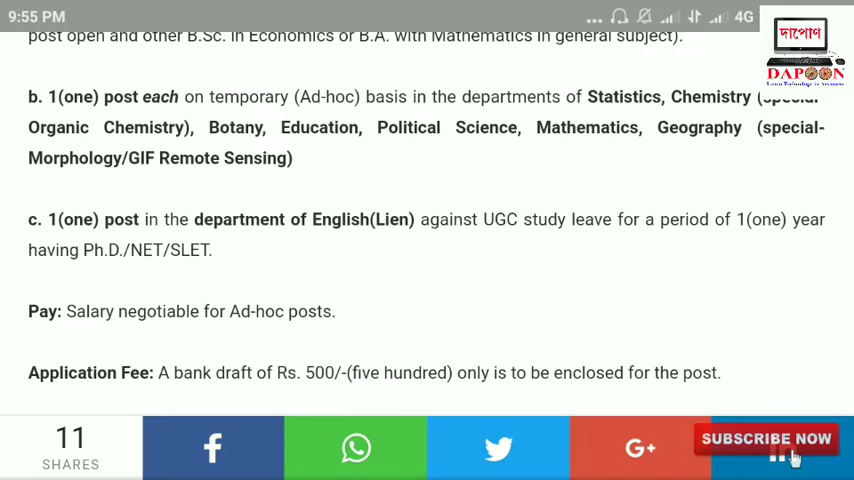 9:55 PM
4G
post open and other B.Sc. in Economics or B.A. with Mathematics in general subject).
b. 1(one) post each on temporary (Ad-hoc) basis in the departments of Statistics, Chemistry (special-
Organic Chemistry), Botany, Education, Political Science, Mathematics, Geography (special-
Morphology/GIF Remote Sensing)
c. 1(one) post in the department of English(Lien) against UGC study leave for a period of 1(one) year
having Ph.D./NET/SLET.
Pay: Salary negotiable for Ad-hoc posts.
Application Fee: A bank draft of Rs. 500/-(five hundred) only is to be enclosed for the post.
11
SHARES
G+
SUBSCRIBE NOW
দাপোণ
DAPOON